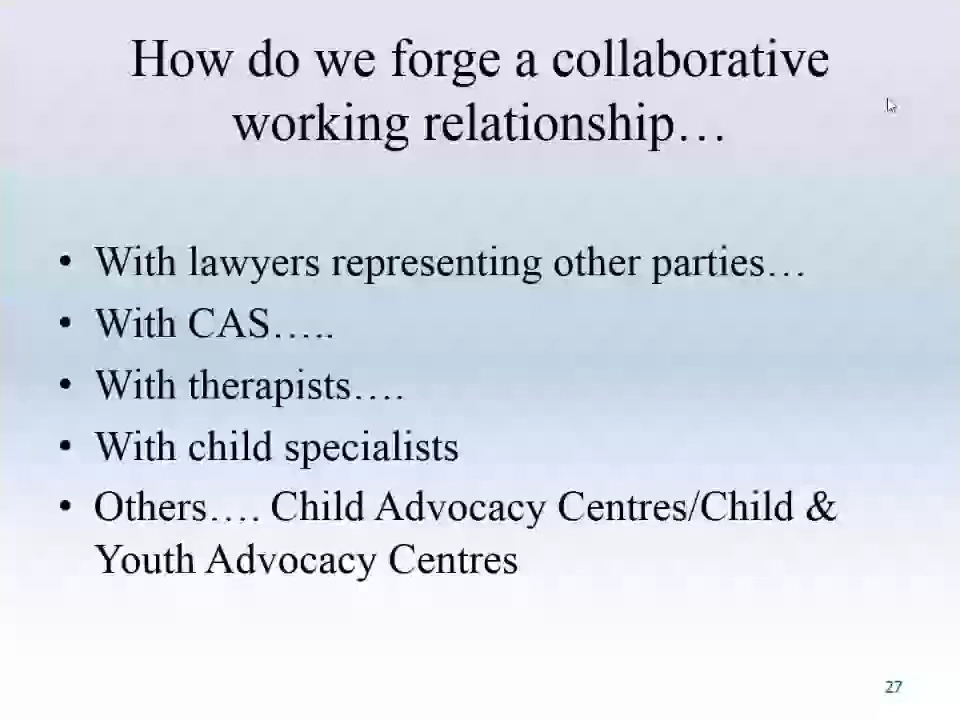 How do we forge a collaborative
working relationship…
• With lawyers representing other parties…
• With CAS…..
• With therapists….
• With child specialists
• Others…. Child Advocacy Centres/Child &
Youth Advocacy Centres
27